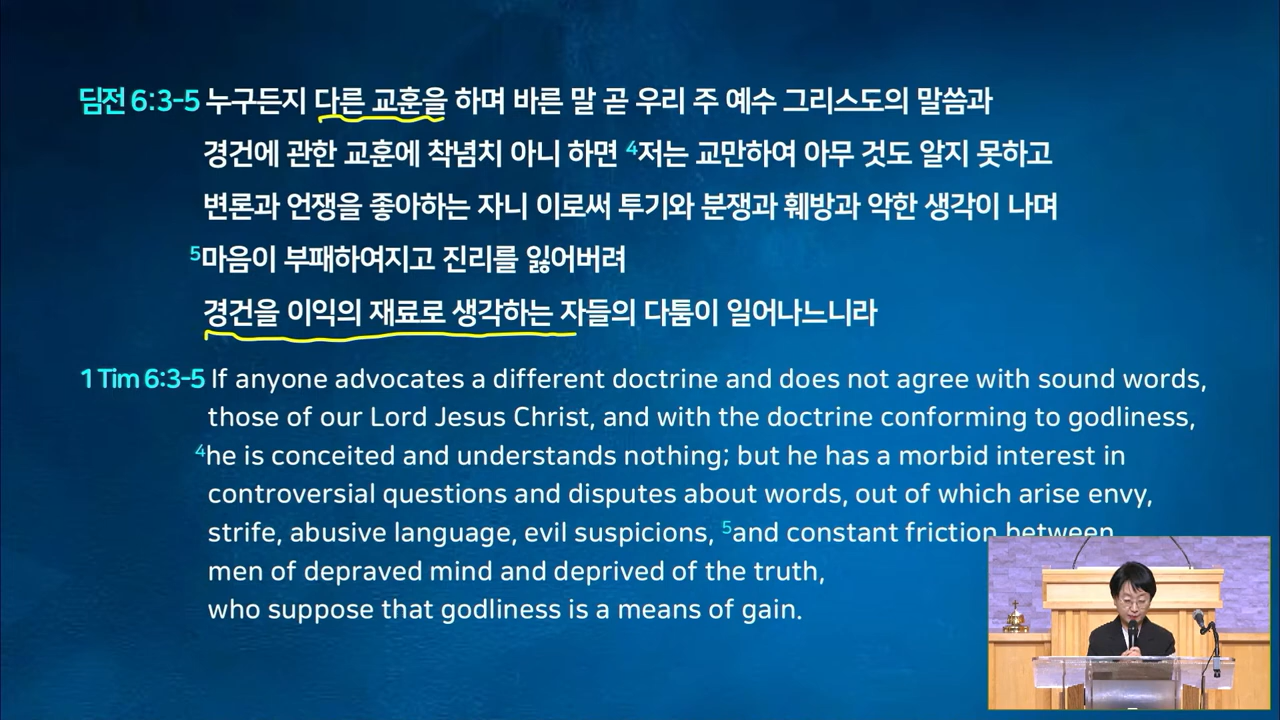 딤전 6:3-5 누구든지 다른 교훈을 하며 바른 말 곧 우리 주 예수 그리스도의 말씀과
경건에 관한 교훈에 착념치 아니 하면 ⁴저는 교만하여 아무 것도 알지 못하고
변론과 언쟁을 좋아하는 자니 이로써 투기와 분쟁과 훼방과 악한 생각이 나며
⁵마음이 부패하여지고 진리를 잃어버려
경건을 이익의 재료로 생각하는 자들의 다툼이 일어나느니라
1 Tim 6:3-5 If anyone advocates a different doctrine and does not agree with sound words,
those of our Lord Jesus Christ, and with the doctrine conforming to godliness,
⁴he is conceited and understands nothing; but he has a morbid interest in
controversial questions and disputes about words, out of which arise envy,
strife, abusive language, evil suspicions, ⁵and constant friction between
men of depraved mind and deprived of the truth,
who suppose that godliness is a means of gain.